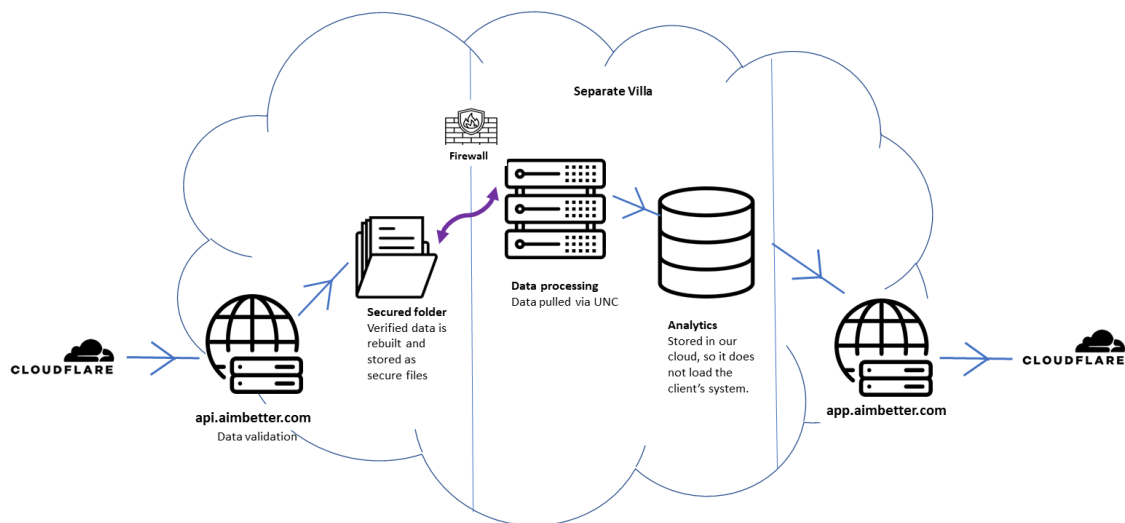 Separate Villa
Firewall
Secured folder
Verified data is
rebuilt and
stored as
secure files
Data processing
Data pulled via UNC
Analytics
Stored in our
cloud, so it does
not load the
client's system.
CLOUDFLARE
api.aimbetter.com
Data validation
app.aimbetter.com
CLOUDFLARE